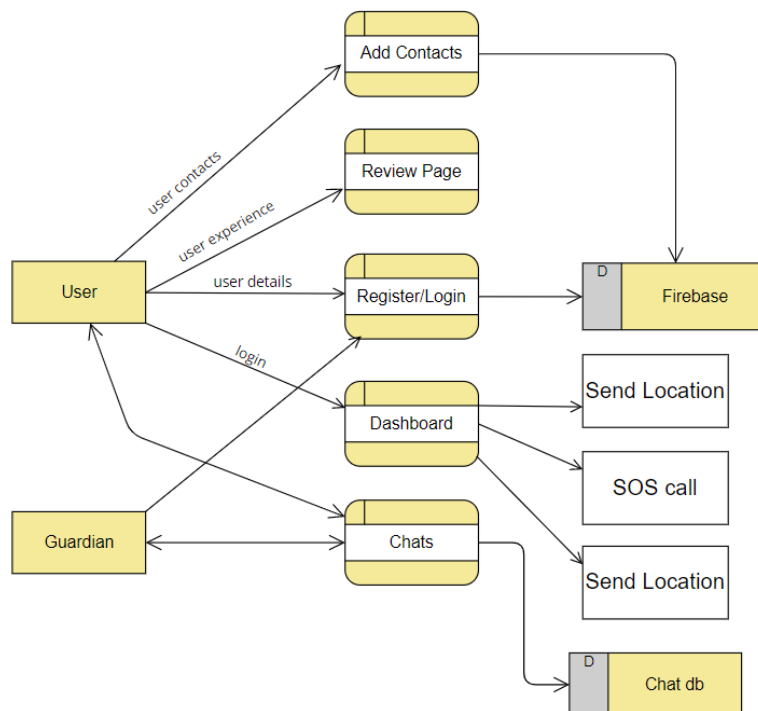 Add Contacts
user contacts
Review Page
user experience
User
user details
Register/Login
D
Firebase
login
Send Location
Dashboard
SOS call
Guardian
Chats
Send Location
D
Chat db